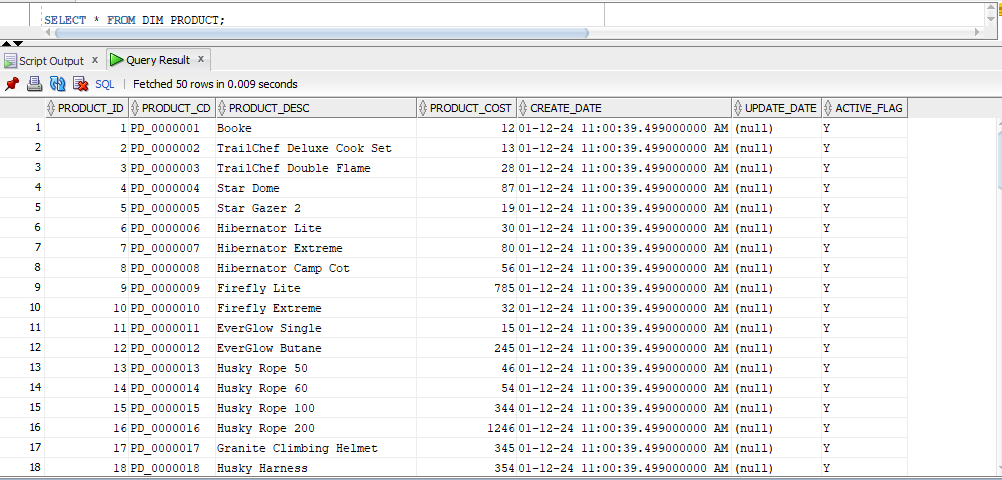 SELECT * FROM DIM PRODUCT;
Script Output x Query Result x
SQL | Fetched 50 rows in 0.009 seconds
PRODUCT_ID PRODUCT_CD PRODUCT_DESC PRODUCT_COST CREATE_DATE UPDATE_DATE ACTIVE_FLAG
1 1 PD_0000001 Booke 12 01-12-24 11:00:39.499000000 AM (null) Y
2 2 PD_0000002 TrailChef Deluxe Cook Set 13 01-12-24 11:00:39.499000000 AM (null) Y
3 3 PD_0000003 TrailChef Double Flame 28 01-12-24 11:00:39.499000000 AM (null) Y
4 4 PD_0000004 Star Dome 87 01-12-24 11:00:39.499000000 AM (null) Y
5 5 PD_0000005 Star Gazer 2 19 01-12-24 11:00:39.499000000 AM (null) Y
6 6 PD_0000006 Hibernator Lite 30 01-12-24 11:00:39.499000000 AM (null) Y
7 7 PD_0000007 Hibernator Extreme 80 01-12-24 11:00:39.499000000 AM (null) Y
8 8 PD_0000008 Hibernator Camp Cot 56 01-12-24 11:00:39.499000000 AM (null) Y
9 9 PD_0000009 Firefly Lite 785 01-12-24 11:00:39.499000000 AM (null) Y
10 10 PD_0000010 Firefly Extreme 32 01-12-24 11:00:39.499000000 AM (null) Y
11 11 PD_0000011 EverGlow Single 15 01-12-24 11:00:39.499000000 AM (null) Y
12 12 PD_0000012 EverGlow Butane 245 01-12-24 11:00:39.499000000 AM (null) Y
13 13 PD_0000013 Husky Rope 50 46 01-12-24 11:00:39.499000000 AM (null) Y
14 14 PD_0000014 Husky Rope 60 54 01-12-24 11:00:39.499000000 AM (null) Y
15 15 PD_0000015 Husky Rope 100 344 01-12-24 11:00:39.499000000 AM (null) Y
16 16 PD_0000016 Husky Rope 200 1246 01-12-24 11:00:39.499000000 AM (null) Y
17 17 PD_0000017 Granite Climbing Helmet 345 01-12-24 11:00:39.499000000 AM (null) Y
18 18 PD_0000018 Husky Harness 354 01-12-24 11:00:39.499000000 AM (null) Y